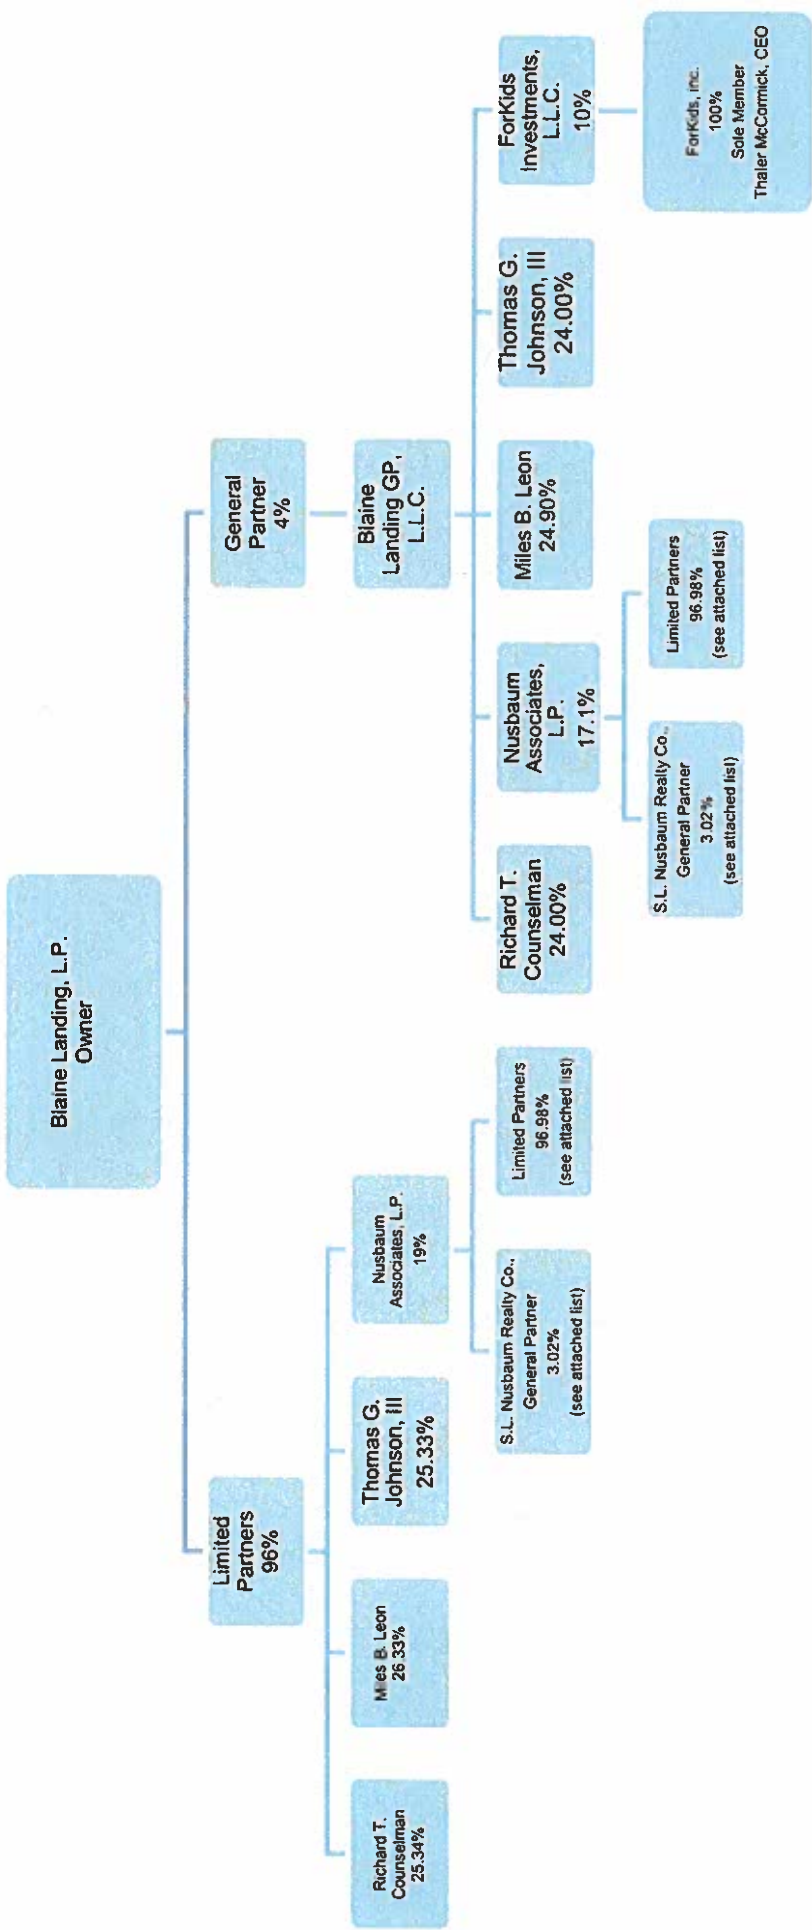 Blaine Landing, L.P.
Owner
Limited
Partners
96%
General
Partner
4%
Richard T.
Counselman
25.34%
Miles B. Leon
26.33%
Thomas G.
Johnson, III
25.33%
Nusbaum
Associates, L.P.
19%
Blaine
Landing GP,
L.L.C.
S.L. Nusbaum Realty Co.,
General Partner
3.02%
(see attached list)
Limited Partners
96.98%
(see attached list)
Richard T.
Counselman
24.00%
Nusbaum
Associates,
L.P.
17.1%
Miles B. Leon
24.90%
Thomas G.
Johnson, III
24.00%
ForKids
Investments,
L.L.C.
10%
S.L. Nusbaum Realty Co.,
General Partner
3.02%
(see attached list)
Limited Partners
96.98%
(see attached list)
ForKids, inc.
100%
Sole Member
Thaler McCormick, CEO